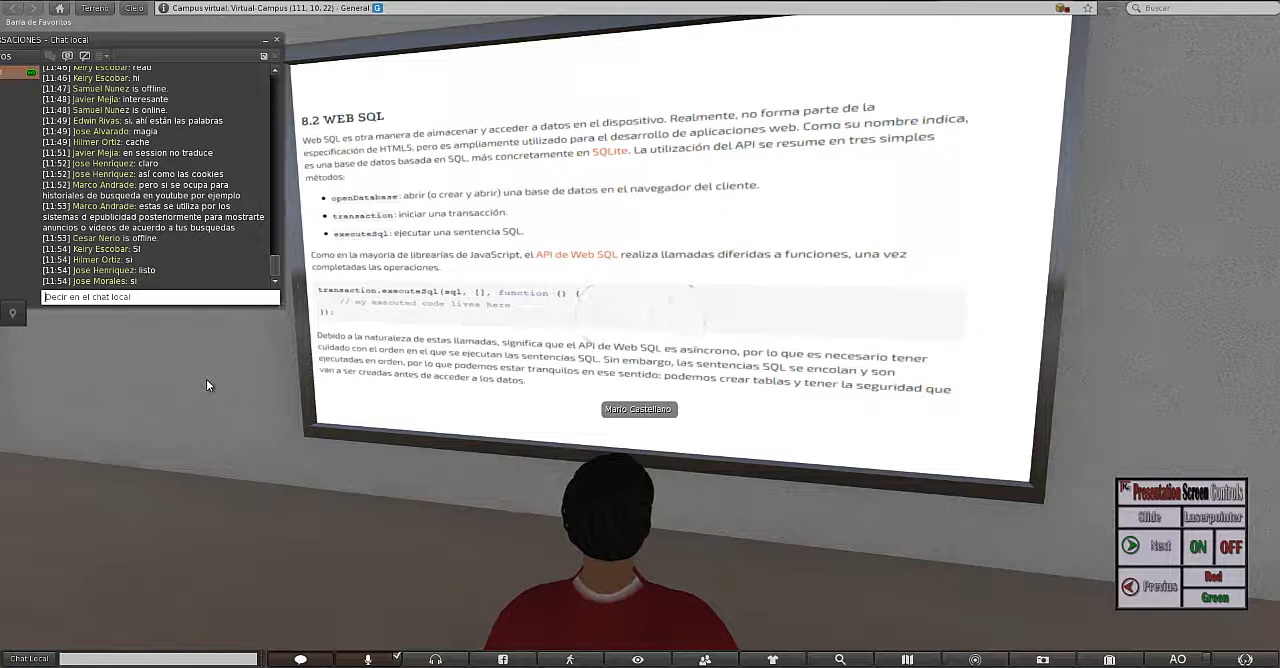 Terreno
Cielo
Campus virtual, Virtual-Campus (111, 10, 22) - General
G
Buscar
Barra de Favoritos
RSACIONES - Chat local
OS
[11:46] Keiry Escobar: read
[11:46] Keiry Escobar: hi
[11:47] Samuel Nunez is offline.
[11:48] Javier Mejia: interesante
[11:48] Samuel Nunez is online.
[11:49] Edwin Rivas: si, ahí están las palabras
[11:49] Jose Alvarado: magia
[11:49] Hilmer Ortiz: cache
[11:51] Javier Mejia: en session no traduce
[11:52] Jose Henriquez: claro
[11:52] Jose Henriquez: así como las cookies
[11:52] Marco Andrade: pero si se ocupa para
historiales de busqueda en youtube por ejemplo
[11:53] Marco Andrade: estas se utiliza por los
sistemas d epublicidad posteriormente para mostrarte
anuncios o videos de acuerdo a tus busquedas
[11:53] Cesar Nerio is offline.
[11:54] Keiry Escobar: SI
[11:54] Hilmer Ortiz: si
[11:54] Jose Henriquez: listo
[11:54] Jose Morales: si
Decir en el chat local
8.2 WEB SQL
Web SQL es otra manera de almacenar y acceder a datos en el dispositivo. Realmente, no forma parte de la
especificación de HTML5, pero es ampliamente utilizado para el desarrollo de aplicaciones web. Como su nombre indica,
es una base de datos basada en SQL, más concretamente en SQLite. La utilización del API se resume en tres simples
métodos:
• openDatabase: abrir (o crear y abrir) una base de datos en el navegador del cliente.
• transaction: iniciar una transacción.
• executeSql: ejecutar una sentencia SQL.
Como en la mayoría de librearías de JavaScript, el API de Web SQL realiza llamadas diferidas a funciones, una vez
completadas las operaciones.
transaction.executeSql(sql, [], function () {
// my executed code lives here
});
Debido a la naturaleza de estas llamadas, significa que el API de Web SQL es asíncrono, por lo que es necesario tener
cuidado con el orden en el que se ejecutan las sentencias SQL. Sin embargo, las sentencias SQL se encolan y son
ejecutadas en orden, por lo que podemos estar tranquilos en ese sentido: podemos crear tablas y tener la seguridad que
van a ser creadas antes de acceder a los datos.
Mario Castellano
Presentation Screen Controls
Slide
Laserpointer
Next
ON
OFF
Previus
Red
Green
Chat Local
AO